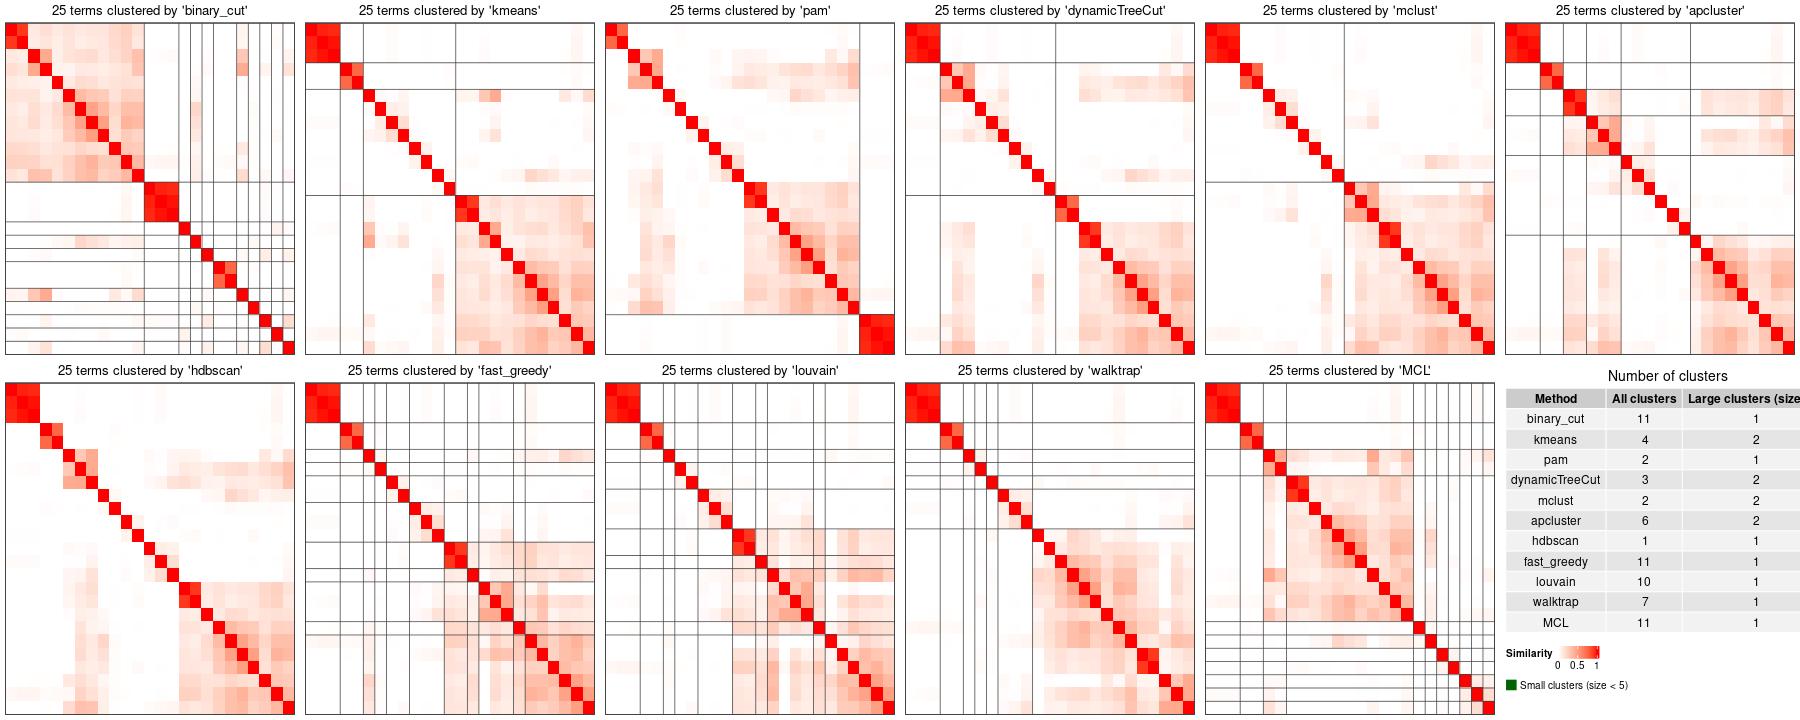 25 terms clustered by 'binary_cut'
25 terms clustered by 'kmeans'
25 terms clustered by 'pam'
25 terms clustered by 'dynamicTreeCut'
25 terms clustered by 'mclust'
25 terms clustered by 'apcluster'
25 terms clustered by 'hdbscan'
25 terms clustered by 'fast_greedy'
25 terms clustered by 'louvain'
25 terms clustered by 'walktrap'
25 terms clustered by 'MCL'
Number of clusters
Method All clusters Large clusters (size
binary_cut 11 1
kmeans 4 2
pam 2 1
dynamicTreeCut 3 2
mclust 2 2
apcluster 6 2
hdbscan 1 1
fast_greedy 11 1
louvain 10 1
walktrap 7 1
MCL 11 1
Similarity
0 0.5 1
Small clusters (size < 5)